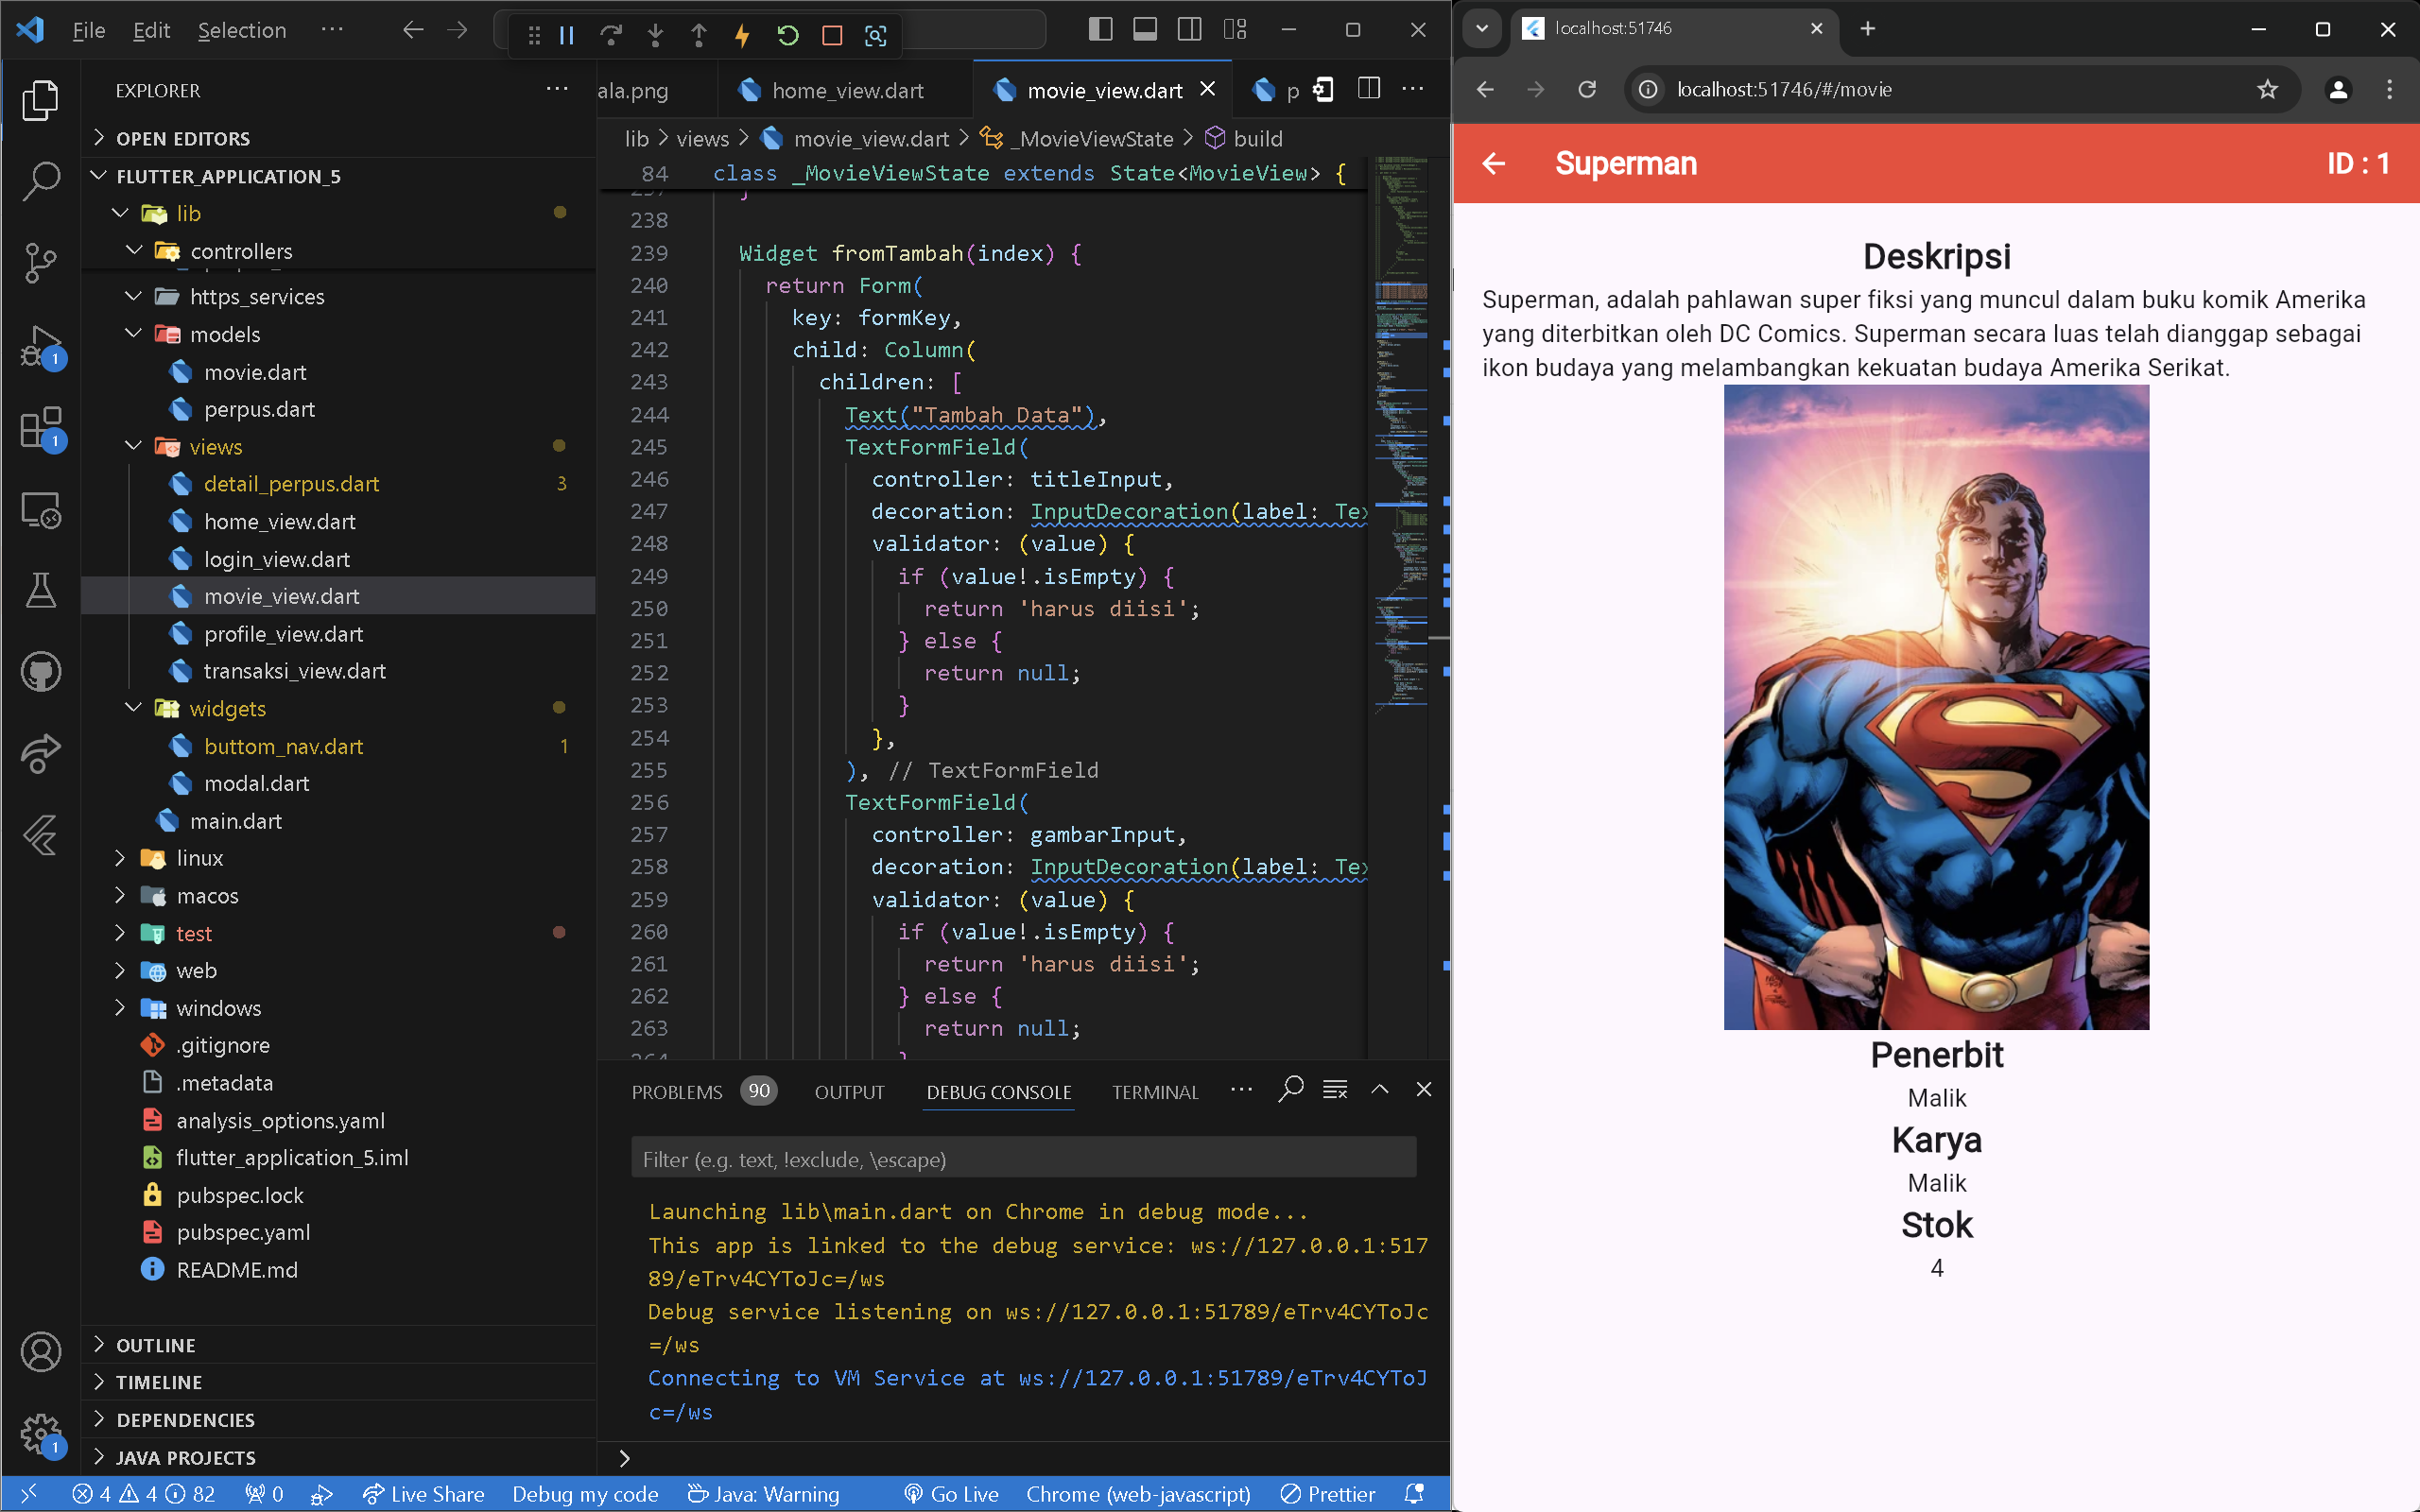 File Edit Selection ···
EXPLORER
OPEN EDITORS
FLUTTER_APPLICATION_5
lib
controllers
https_services
models
movie.dart
perpus.dart
views
detail_perpus.dart 3
home_view.dart
login_view.dart
movie_view.dart
profile_view.dart
transaksi_view.dart
widgets
buttom_nav.dart 1
modal.dart
main.dart
linux
macos
test
web
windows
.gitignore
.metadata
analysis_options.yaml
flutter_application_5.iml
pubspec.lock
pubspec.yaml
README.md
OUTLINE
TIMELINE
DEPENDENCIES
JAVA PROJECTS
1
1
1
ala.png home_view.dart movie_view.dart p
lib > views > movie_view.dart > _MovieViewState > build
84 class _MovieViewState extends State<MovieView> {
237 }
238
239 Widget fromTambah(index) {
240 return Form(
241 key: formKey,
242 child: Column(
243 children: [
244 Text("Tambah Data"),
245 TextFormField(
246 controller: titleInput,
247 decoration: InputDecoration(label: Tex
248 validator: (value) {
249 if (value!.isEmpty) {
250 return 'harus diisi';
251 } else {
252 return null;
253 }
254 },
255 ), // TextFormField
256 TextFormField(
257 controller: gambarInput,
258 decoration: InputDecoration(label: Tex
259 validator: (value) {
260 if (value!.isEmpty) {
261 return 'harus diisi';
262 } else {
263 return null;
264 }
PROBLEMS 90 OUTPUT DEBUG CONSOLE TERMINAL ···
Filter (e.g. text, !exclude, \escape)
Launching lib\main.dart on Chrome in debug mode...
This app is linked to the debug service: ws://127.0.0.1:517
89/eTrv4CYToJc=/ws
Debug service listening on ws://127.0.0.1:51789/eTrv4CYToJc
=/ws
Connecting to VM Service at ws://127.0.0.1:51789/eTrv4CYToJ
c=/ws
>
4 4 82 0 Live Share Debug my code Java: Warning Go Live Chrome (web-javascript) Prettier
localhost:51746
localhost:51746/#/movie
Superman ID : 1
Deskripsi
Superman, adalah pahlawan super fiksi yang muncul dalam buku komik Amerika
yang diterbitkan oleh DC Comics. Superman secara luas telah dianggap sebagai
ikon budaya yang melambangkan kekuatan budaya Amerika Serikat.
S
Penerbit
Malik
Karya
Malik
Stok
4